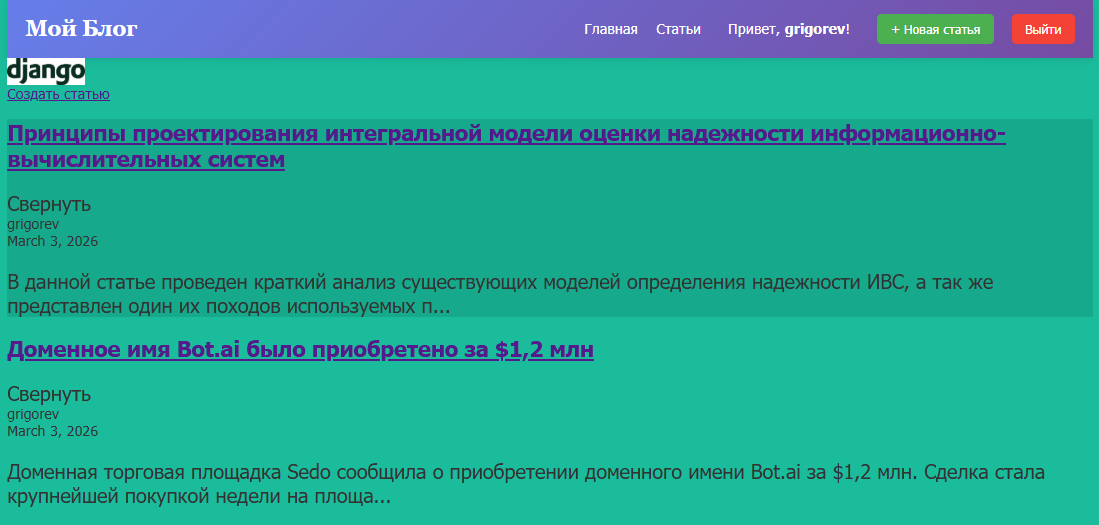 Мой Блог
Главная Статьи Привет, grigorev! + Новая статья Выйти
django
Создать статью
Принципы проектирования интегральной модели оценки надежности информационно-
вычислительных систем
Свернуть
grigorev
March 3, 2026
В данной статье проведен краткий анализ существующих моделей определения надежности ИВС, а так же
представлен один их походов используемых п...
Доменное имя Bot.ai было приобретено за $1,2 млн
Свернуть
grigorev
March 3, 2026
Доменная торговая площадка Sedo сообщила о приобретении доменного имени Bot.ai за $1,2 млн. Сделка стала
крупнейшей покупкой недели на площа...